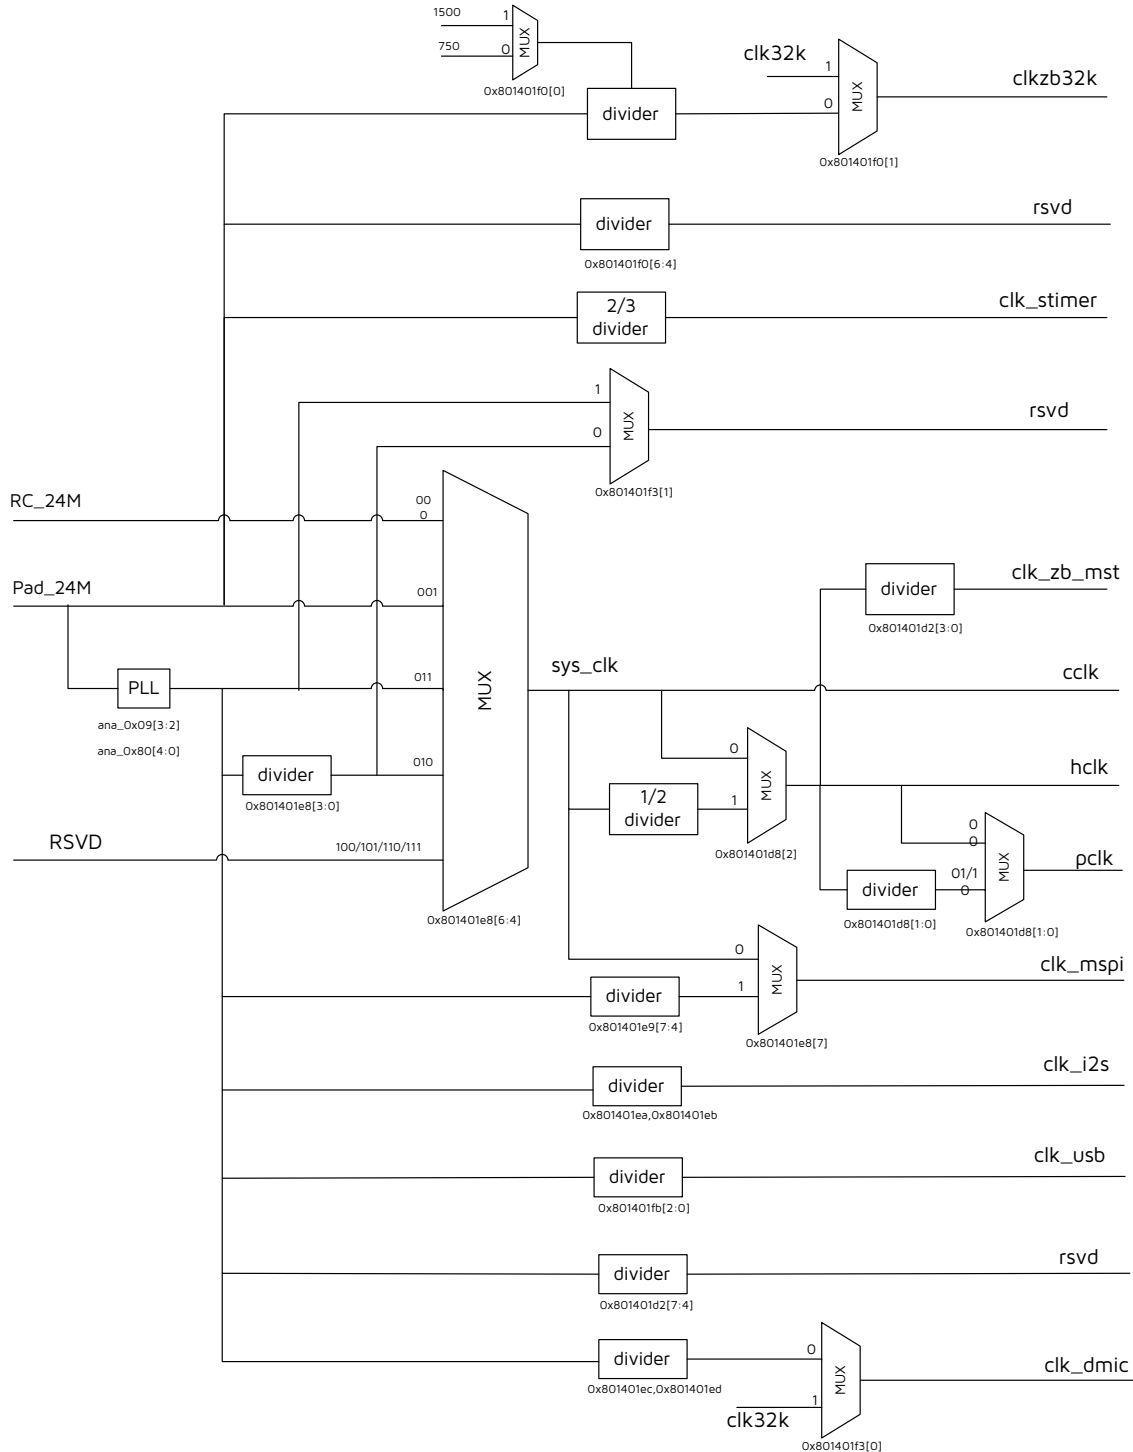 1500
1
750
0
MUX
0x801401f0[0]
clk32k
1
0
MUX
clkzb32k
divider
0x801401f0[1]
rsvd
divider
0x801401f0[6:4]
clk_stimer
2/3
divider
1
0
MUX
rsvd
0x801401f3[1]
RC_24M
00
0
Pad_24M
001
clk_zb_mst
divider
0x801401d2[3:0]
PLL
ana_0x09[3:2]
ana_0x80[4:0]
011
MUX
sys_clk
cclk
divider
0x801401e8[3:0]
010
0
1
MUX
hclk
1/2
divider
0x801401d8[2]
RSVD
100/101/110/111
0x801401e8[6:4]
0
0
01/1
0
MUX
pclk
divider
0x801401d8[1:0]
0x801401d8[1:0]
0
1
MUX
clk_mspi
divider
0x801401e9[7:4]
0x801401e8[7]
clk_i2s
divider
0x801401ea,0x801401eb
clk_usb
divider
0x801401fb[2:0]
rsvd
divider
0x801401d2[7:4]
divider
0x801401ec,0x801401ed
0
1
MUX
clk_dmic
clk32k
0x801401f3[0]